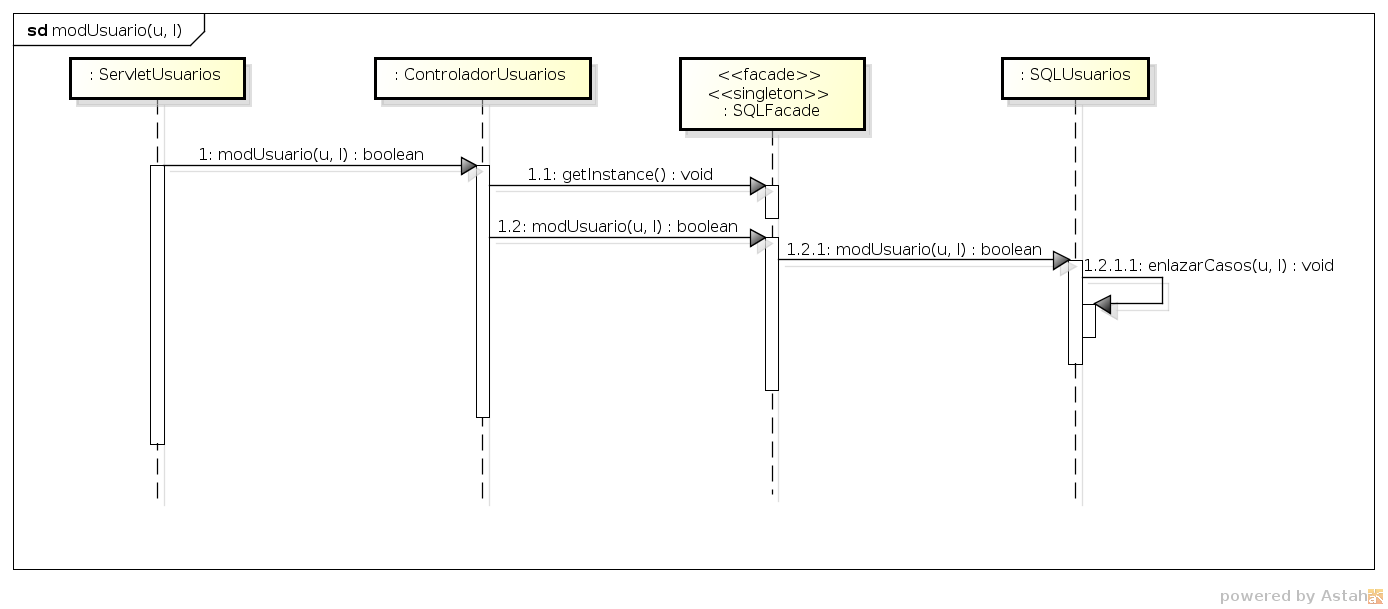 sd modUsuario(u, l)
: ServletUsuarios
: ControladorUsuarios
<<facade>>
<<singleton>>
: SQLFacade
: SQLUsuarios
1: modUsuario(u, l) : boolean
1.1: getInstance() : void
1.2: modUsuario(u, l) : boolean
1.2.1: modUsuario(u, l) : boolean
1.2.1.1: enlazarCasos(u, l) : void
powered by Astah